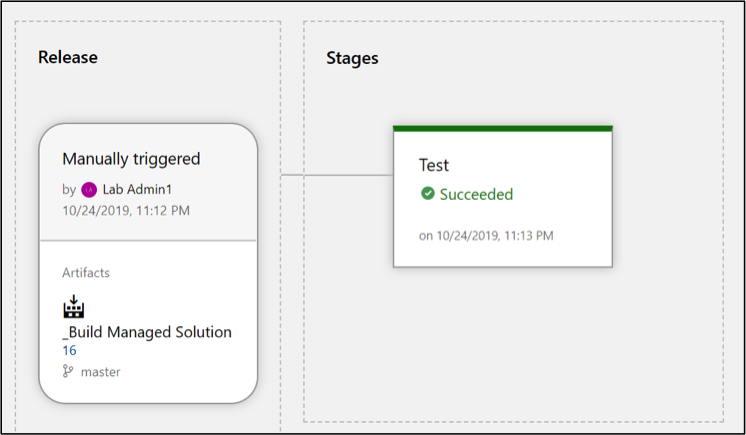 Release
Manually triggered
by LA Lab Admin1
10/24/2019, 11:12 PM
Artifacts
_Build Managed Solution
16
master
Stages
Test
Succeeded
on 10/24/2019, 11:13 PM